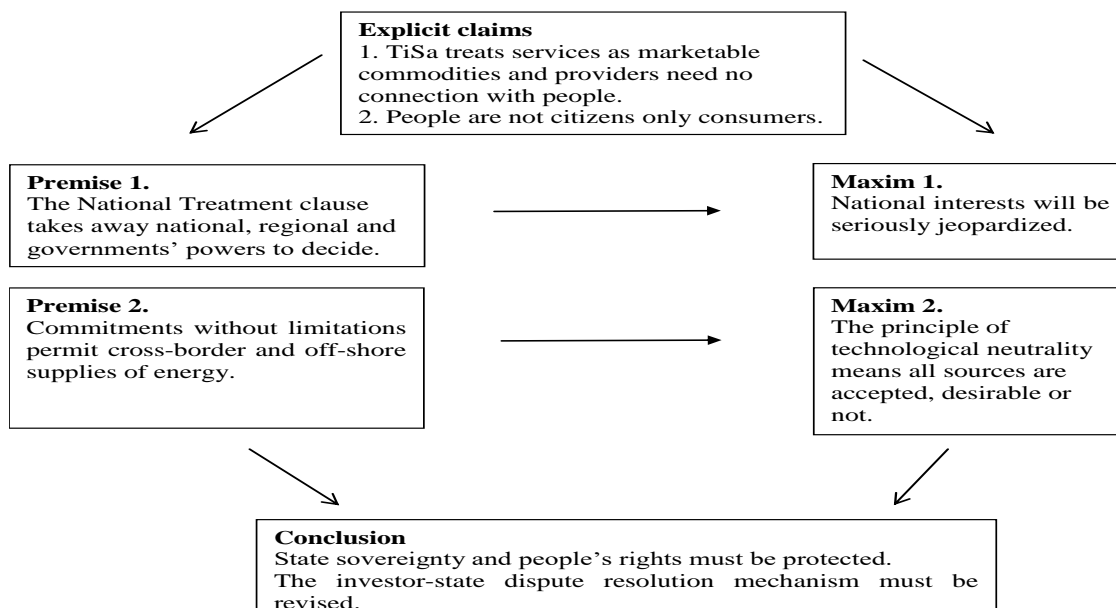 Explicit claims
1. TiSa treats services as marketable
commodities and providers need no
connection with people.
2. People are not citizens only consumers.
Premise 1.
The National Treatment clause
takes away national, regional and
governments’ powers to decide.
Maxim 1.
National interests will be
seriously jeopardized.
Premise 2.
Commitments without limitations
permit cross-border and off-shore
supplies of energy.
Maxim 2.
The principle of
technological neutrality
means all sources are
accepted, desirable or
not.
Conclusion
State sovereignty and people’s rights must be protected.
The investor-state dispute resolution mechanism must be
revised.